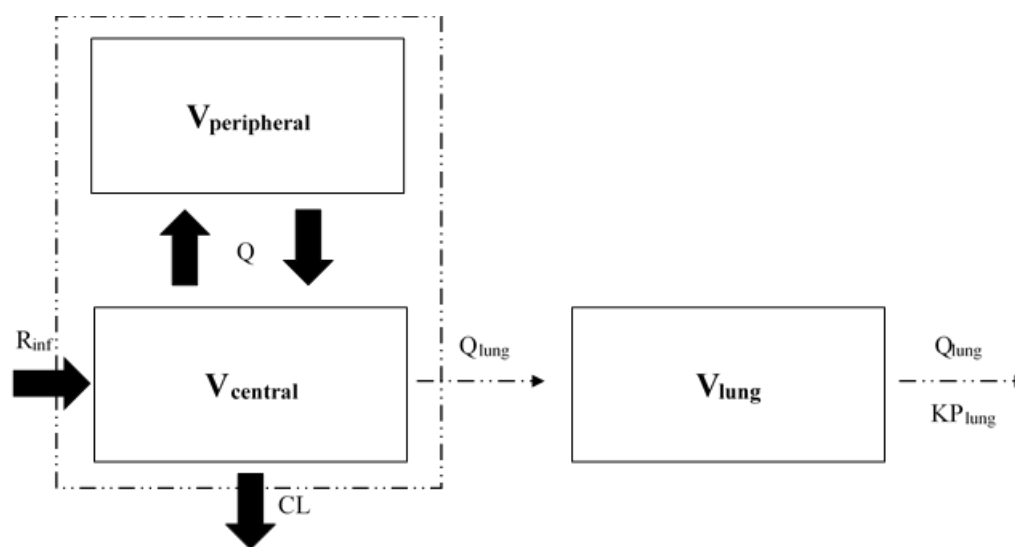 Vperipheral
Q
Rinf
Vcentral
Qlung
Vlung
Qlung
KPlung
CL